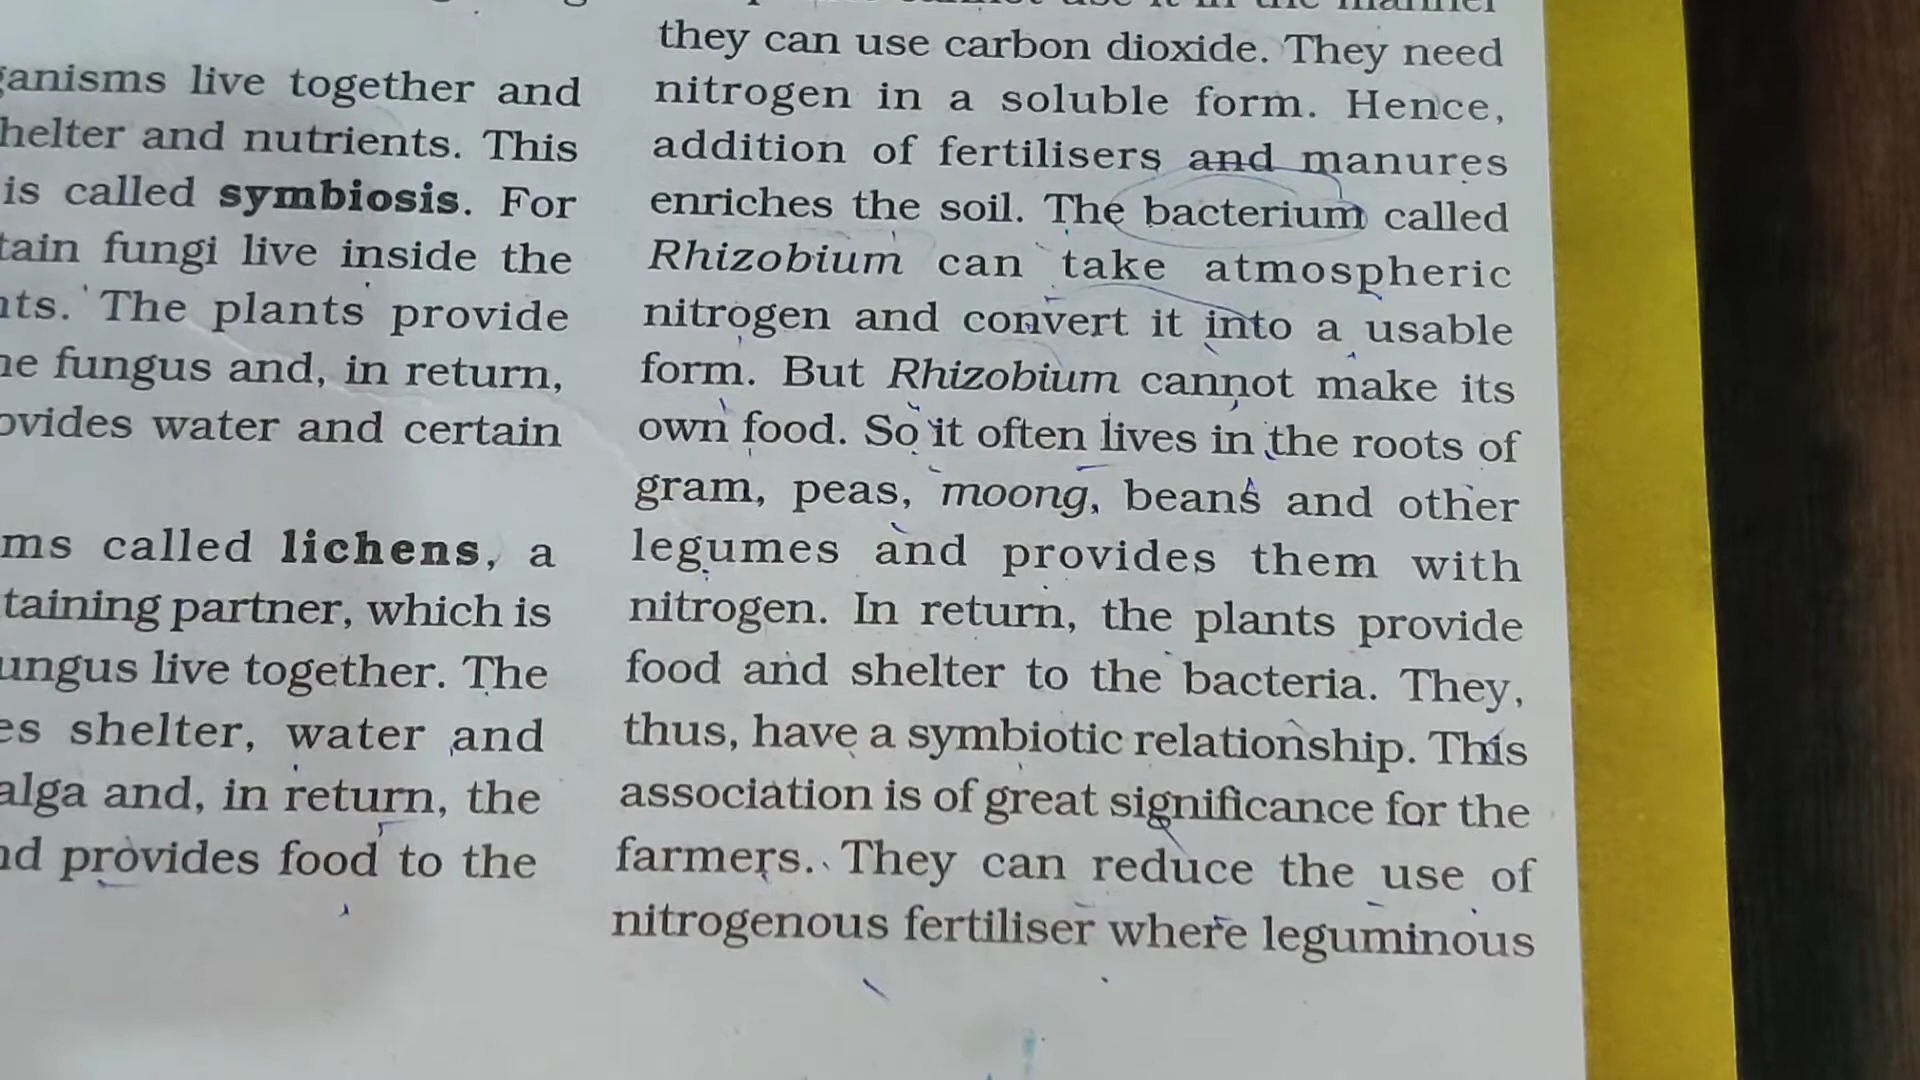 anisms live together and
helter and nutrients. This
is called symbiosis. For
tain fungi live inside the
nts. The plants provide
ne fungus and, in return,
ovides water and certain
ms called lichens, a
taining partner, which is
ungus live together. The
es shelter, water and
alga and, in return, the
nd provides food to the
they can use carbon dioxide. They need
nitrogen in a soluble form. Hence,
addition of fertilisers and manures
enriches the soil. The bacterium called
Rhizobium can take atmospheric
nitrogen and convert it into a usable
form. But Rhizobium cannot make its
own food. So it often lives in the roots of
gram, peas, moong, beans and other
legumes and provides them with
nitrogen. In return, the plants provide
food and shelter to the bacteria. They,
thus, have a symbiotic relationship. This
association is of great significance for the
farmers. They can reduce the use of
nitrogenous fertiliser where leguminous